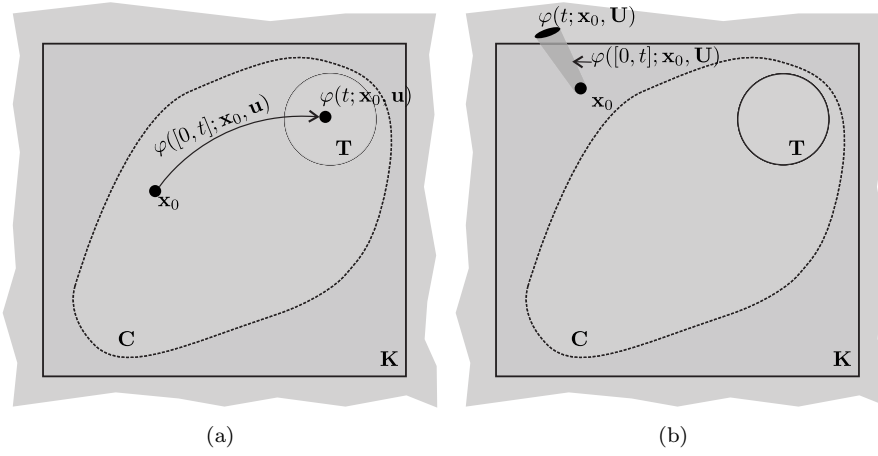 φ(t; x₀, u)
φ([0, t]; x₀, u)
T
x₀
C
K
(a)
φ(t; x₀, U)
φ([0, t]; x₀, U)
x₀
T
C
K
(b)